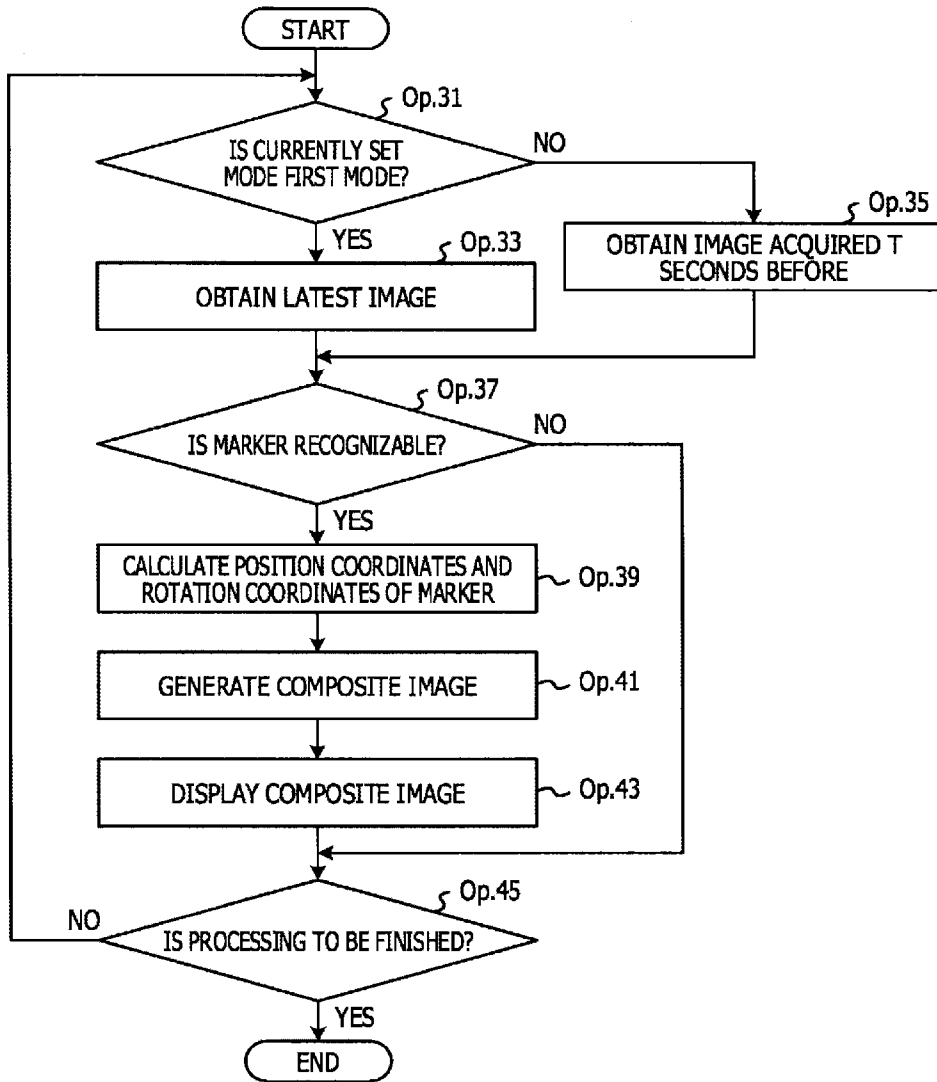 START
Op.31
IS CURRENTLY SET
MODE FIRST MODE?
NO
YES
Op.35
OBTAIN IMAGE ACQUIRED T
SECONDS BEFORE
Op.33
OBTAIN LATEST IMAGE
Op.37
IS MARKER RECOGNIZABLE?
NO
YES
CALCULATE POSITION COORDINATES AND
ROTATION COORDINATES OF MARKER
Op.39
GENERATE COMPOSITE IMAGE
Op.41
DISPLAY COMPOSITE IMAGE
Op.43
Op.45
NO
IS PROCESSING TO BE FINISHED?
YES
END